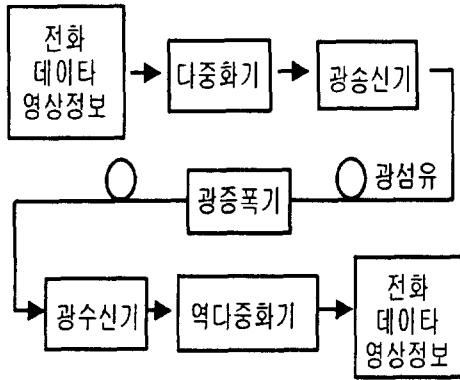 전화
데이타
영상정보
다중화기
광송신기
광섬유
광증폭기
광수신기
역다중화기
전화
데이타
영상정보